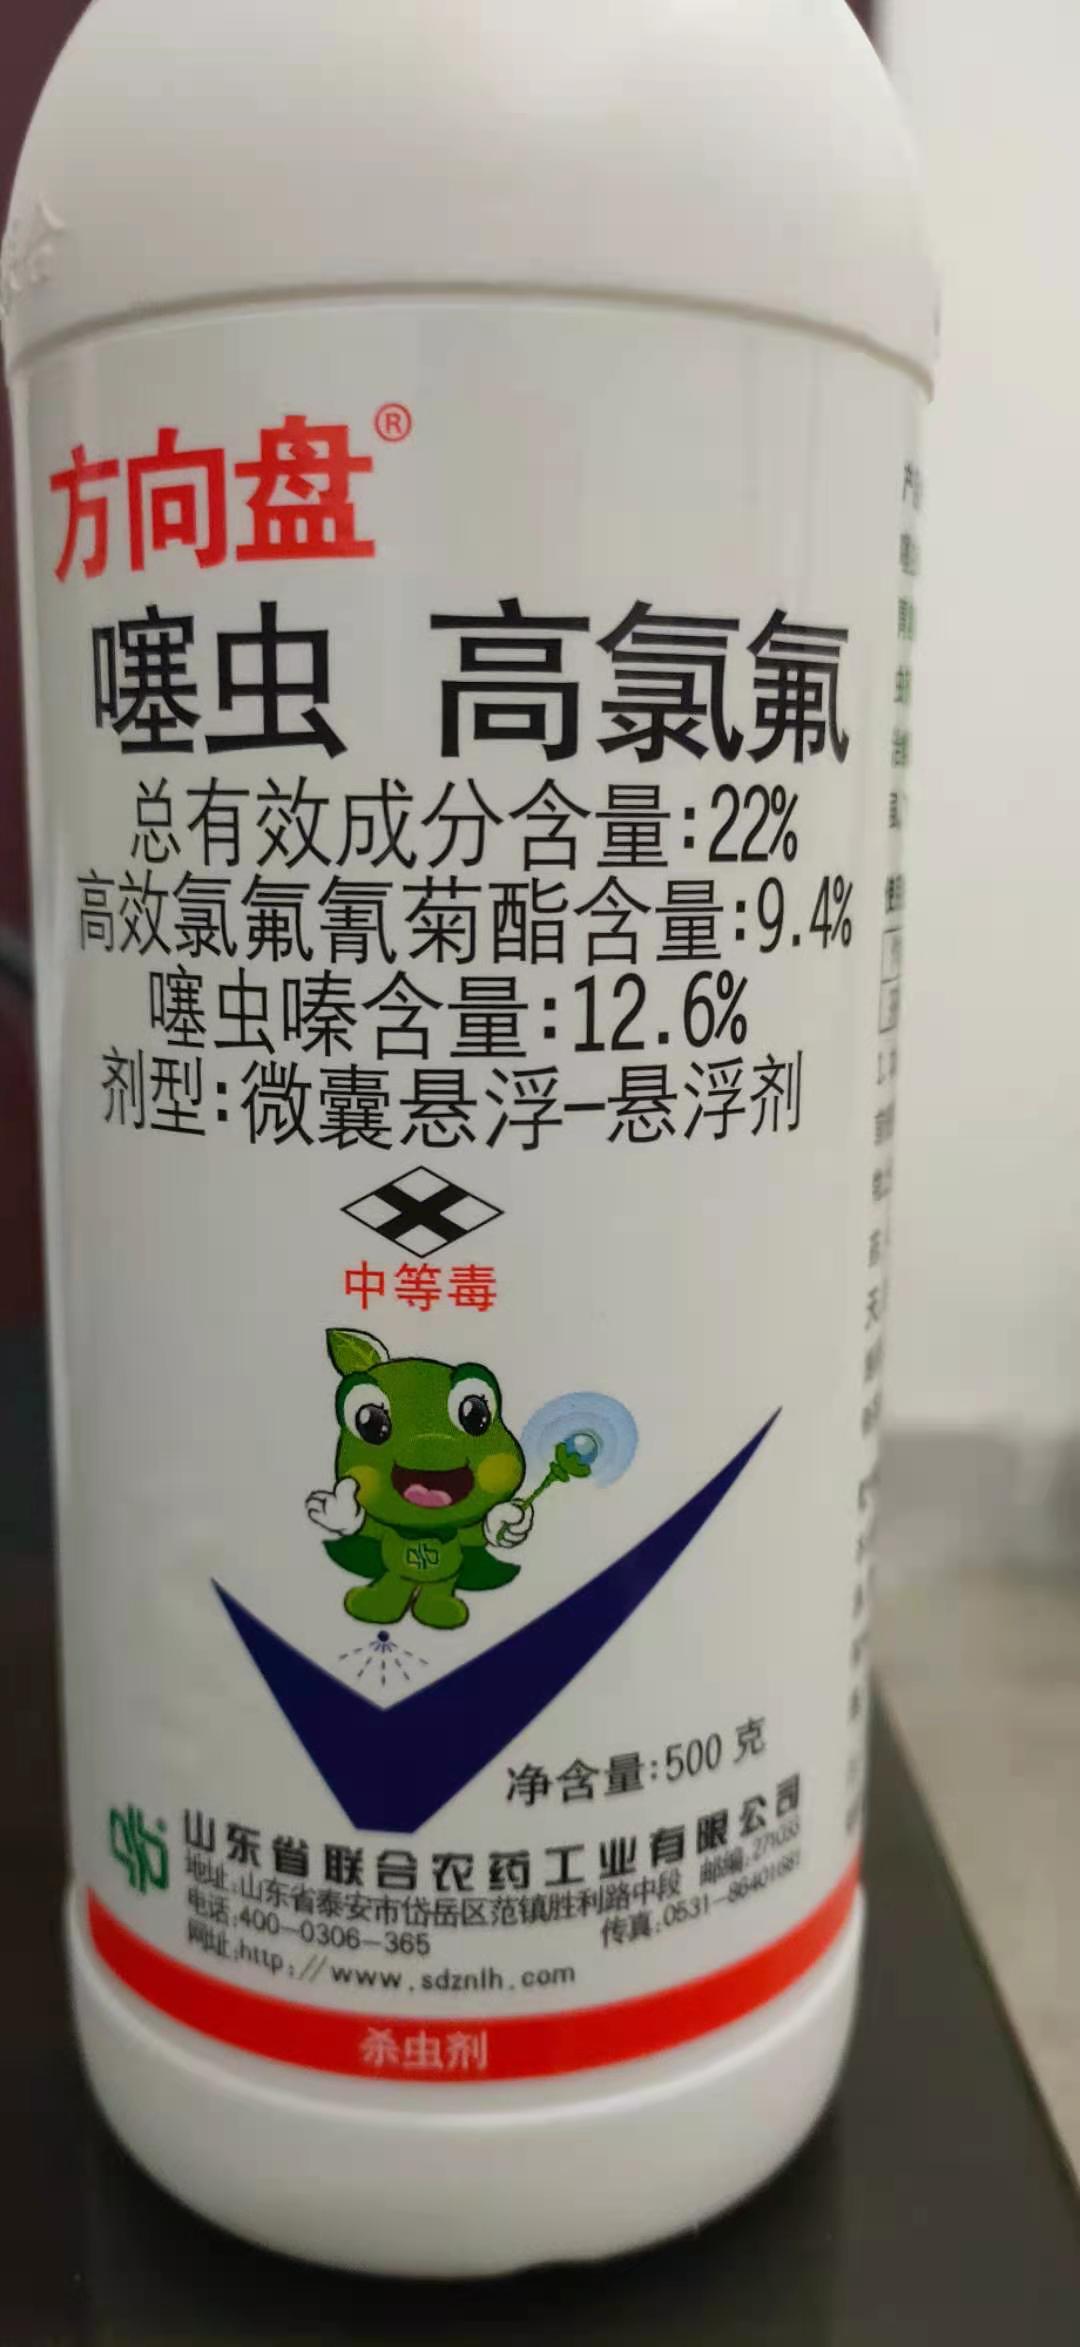 方向盘®
噻虫 高氯氟
总有效成分含量:22%
高效氯氟氰菊酯含量:9.4%
噻虫嗪含量:12.6%
剂型:微囊悬浮-悬浮剂
中等毒
净含量:500 克
山东省联合农药工业有限公司
地址:山东省泰安市岱岳区范镇胜利路中段 邮编:271033
电话:400-0306-365 传真:0531-86401681
网址:http://www.sdznlh.com
杀虫剂